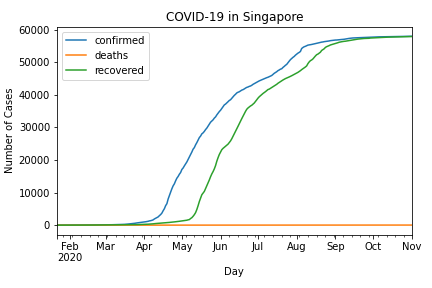 COVID-19 in Singapore
confirmed
deaths
recovered
Number of Cases
60000
50000
40000
30000
20000
10000
0
Feb Mar Apr May Jun Jul Aug Sep Oct Nov
2020
Day